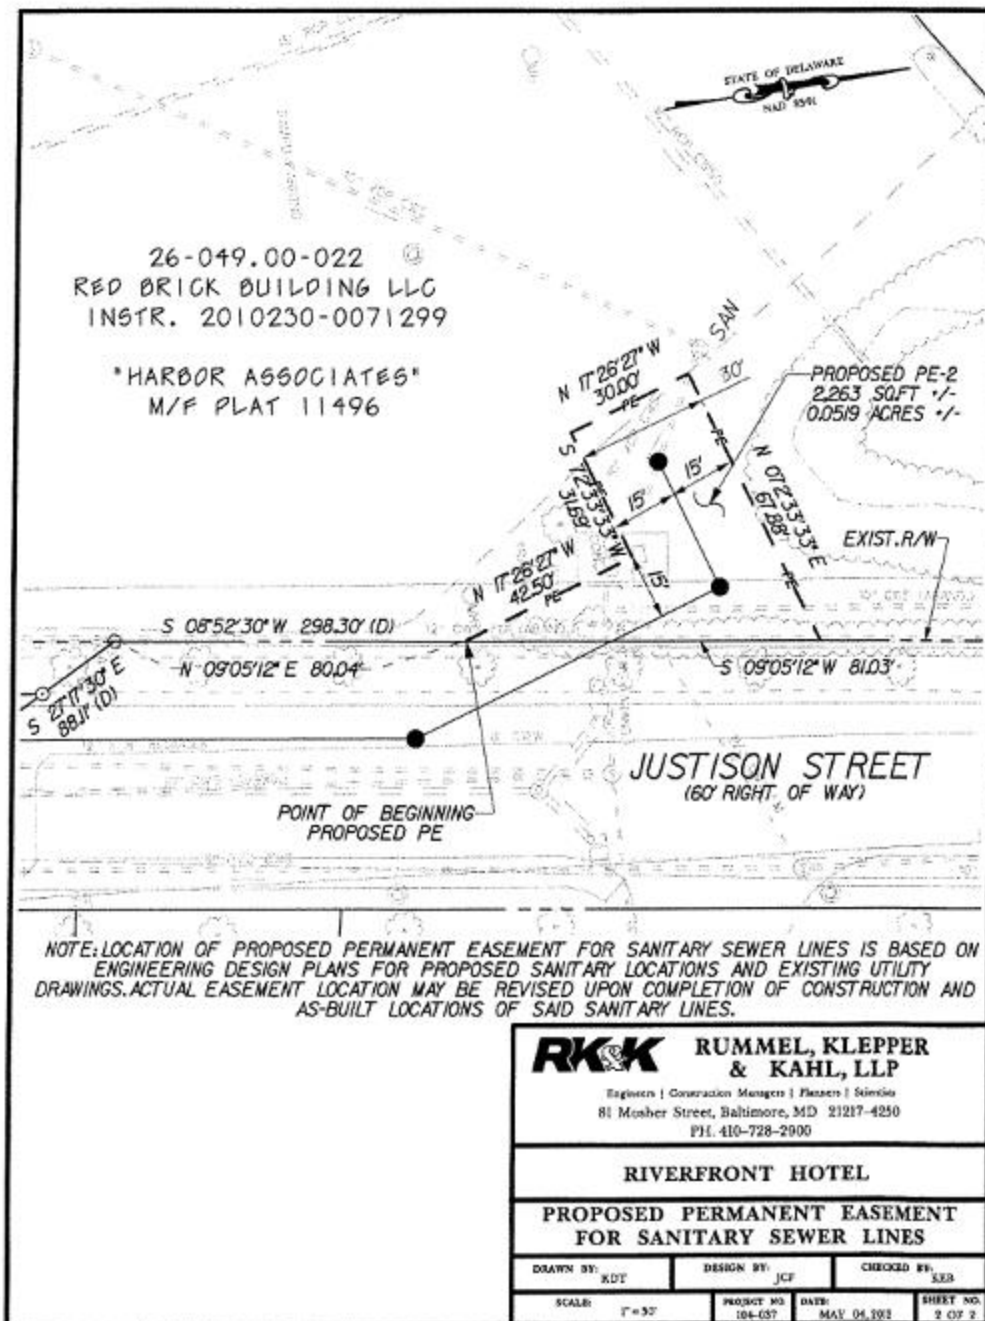 STATE OF DELAWARE
NAD 83/91
26-049.00-022
RED BRICK BUILDING LLC
INSTR. 2010230-0071299
"HARBOR ASSOCIATES"
M/F PLAT 11496
SAN
N 17°26'27" W
30.00'
PE
30'
PROPOSED PE-2
2,263 SQ.FT +/-
0.0519 ACRES +/-
S 72°33'33" W
31.69'
15'
15'
PE
N 072°33'33" E
67.88'
PE
EXIST. R/W
N 17°26'27" W
42.50'
PE
15'
S 08°52'30" W 298.30' (D)
N 09°05'12" E 80.04'
S 09°05'12" W 81.03'
S 27°17'30" E
88.11' (D)
JUSTISON STREET
(60' RIGHT OF WAY)
POINT OF BEGINNING
PROPOSED PE
NOTE: LOCATION OF PROPOSED PERMANENT EASEMENT FOR SANITARY SEWER LINES IS BASED ON
ENGINEERING DESIGN PLANS FOR PROPOSED SANITARY LOCATIONS AND EXISTING UTILITY
DRAWINGS. ACTUAL EASEMENT LOCATION MAY BE REVISED UPON COMPLETION OF CONSTRUCTION AND
AS-BUILT LOCATIONS OF SAID SANITARY LINES.
RK&K
RUMMEL, KLEPPER
& KAHL, LLP
Engineers | Construction Managers | Planners | Scientists
81 Mosher Street, Baltimore, MD 21217-4250
PH. 410-728-2900
RIVERFRONT HOTEL
PROPOSED PERMANENT EASEMENT
FOR SANITARY SEWER LINES
DRAWN BY: KDT
DESIGN BY: JCF
CHECKED BY: KEB
SCALE: 1"=30'
PROJECT NO. 104-037
DATE: MAY 04, 2012
SHEET NO. 2 OF 2